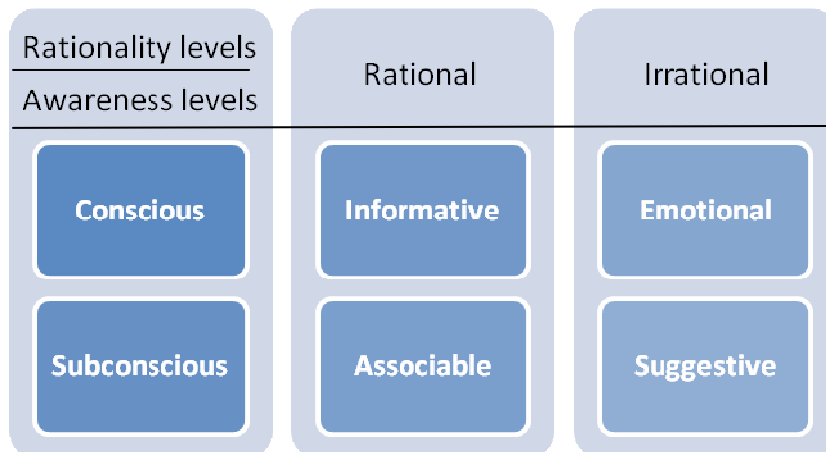 Rationality levels
Awareness levels
Rational
Irrational
Conscious
Informative
Emotional
Subconscious
Associable
Suggestive